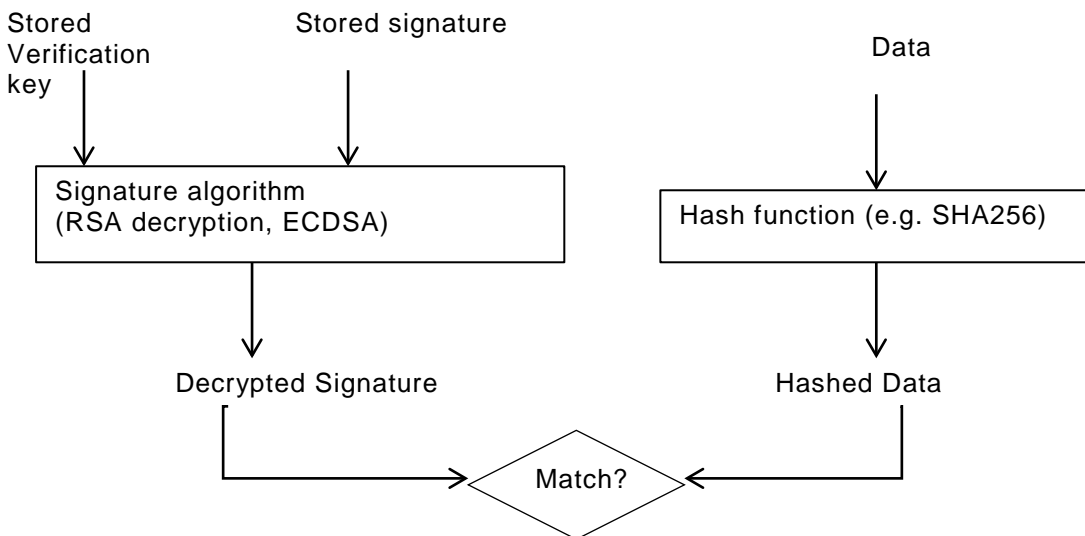 Stored
Verification
key
Stored signature
Data
Signature algorithm
(RSA decryption, ECDSA)
Hash function (e.g. SHA256)
Decrypted Signature
Hashed Data
Match?